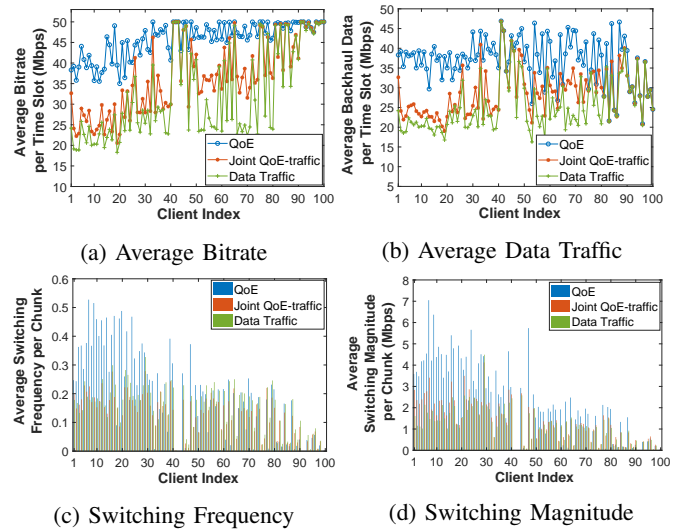 Average Bitrate
per Time Slot (Mbps)
50
45
40
35
30
25
20
15
10
QoE
Joint QoE-traffic
Data Traffic
1 10 20 30 40 50 60 70 80 90 100
Client Index
(a) Average Bitrate
Average Backhaul Data
per Time Slot (Mbps)
50
45
40
35
30
25
20
15
10
5
QoE
Joint QoE-traffic
Data Traffic
1 10 20 30 40 50 60 70 80 90 100
Client Index
(b) Average Data Traffic
Average Switching
Frequency per Chunk
0.6
0.5
0.4
0.3
0.2
0.1
0
QoE
Joint QoE-traffic
Data Traffic
1 10 20 30 40 50 60 70 80 90 100
Client Index
(c) Switching Frequency
Average
Switching Magnitude
per Chunk (Mbps)
8
7
6
5
4
3
2
1
0
QoE
Joint QoE-traffic
Data Traffic
1 10 20 30 40 50 60 70 80 90 100
Client Index
(d) Switching Magnitude